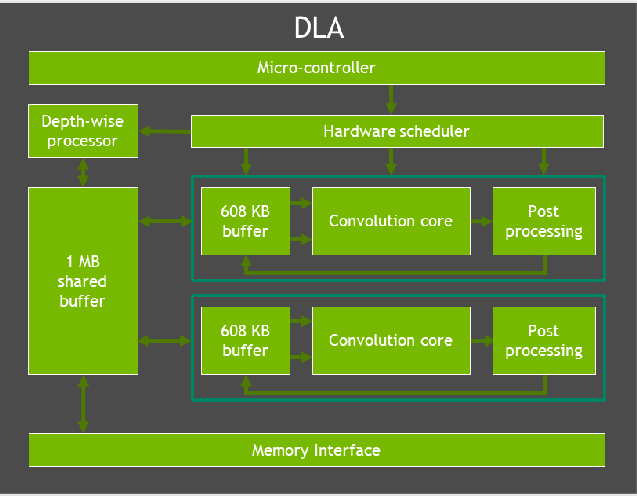 DLA
Micro-controller
Depth-wise
processor
Hardware scheduler
1 MB
shared
buffer
608 KB
buffer
Convolution core
Post
processing
608 KB
buffer
Convolution core
Post
processing
Memory Interface